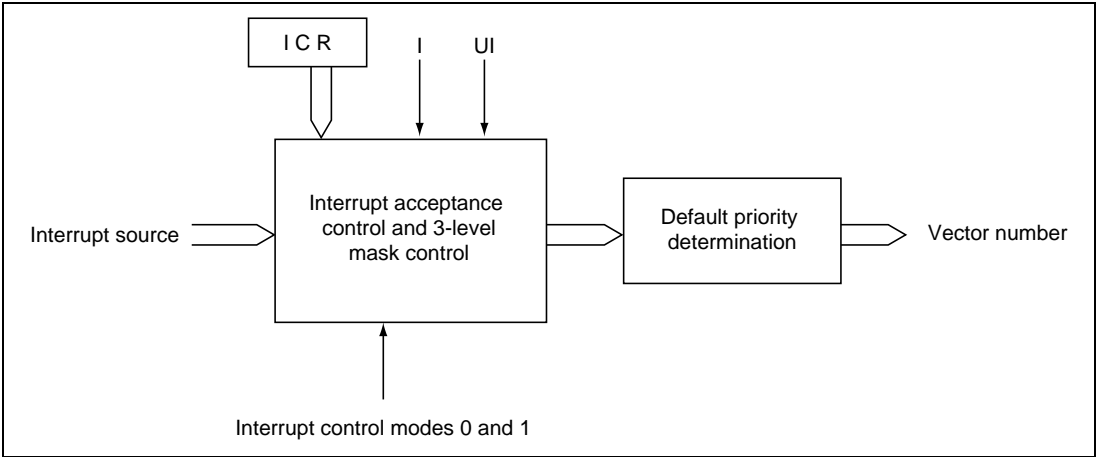 I C R
I
UI
Interrupt source
Interrupt acceptance
control and 3-level
mask control
Default priority
determination
Vector number
Interrupt control modes 0 and 1